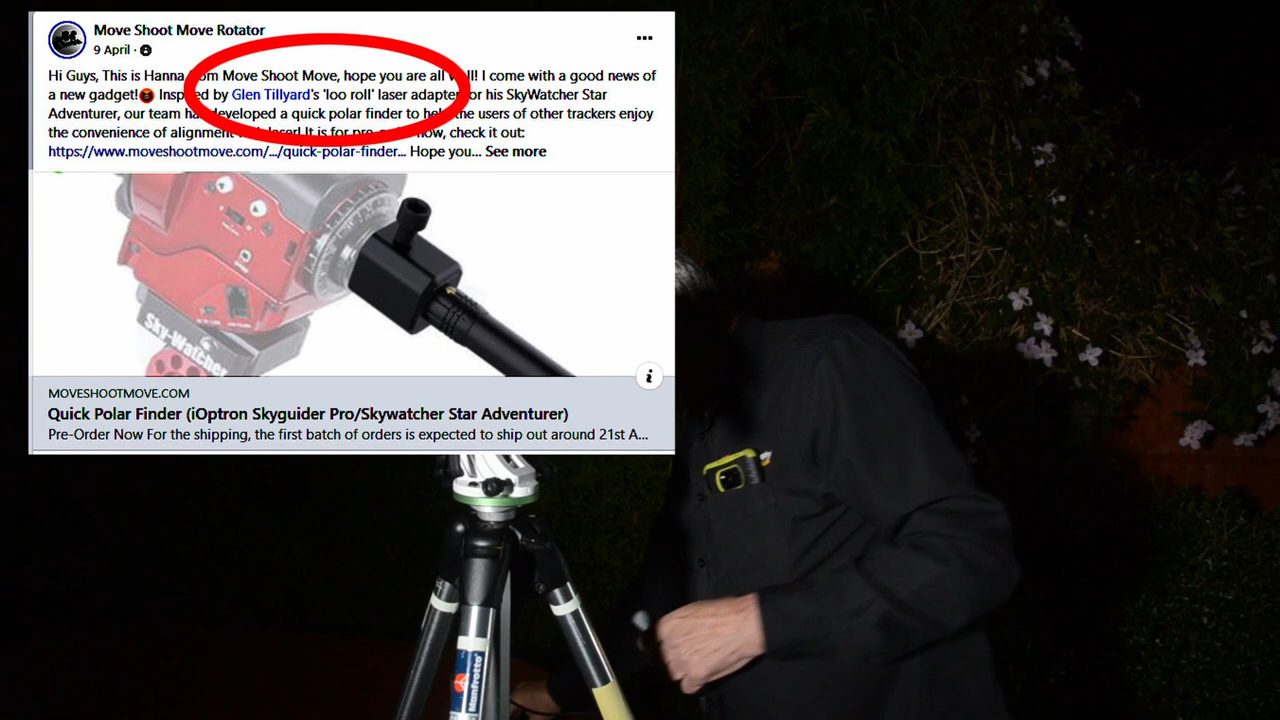 Move Shoot Move Rotator
9 April ·
Hi Guys, This is Hanna from Move Shoot Move, hope you are all well! I come with a good news of
a new gadget! Inspired by Glen Tillyard's 'loo roll' laser adapter for his SkyWatcher Star
Adventurer, our team has developed a quick polar finder to help the users of other trackers enjoy
the convenience of alignment laser! It is for now, check it out:
https://www.moveshootmove.com/.../quick-polar-finder... Hope you... See more
Sky-Watcher
MOVESHOOTMOVE.COM
Quick Polar Finder (iOptron Skyguider Pro/Skywatcher Star Adventurer)
Pre-Order Now For the shipping, the first batch of orders is expected to ship out around 21st A...
Manfrotto